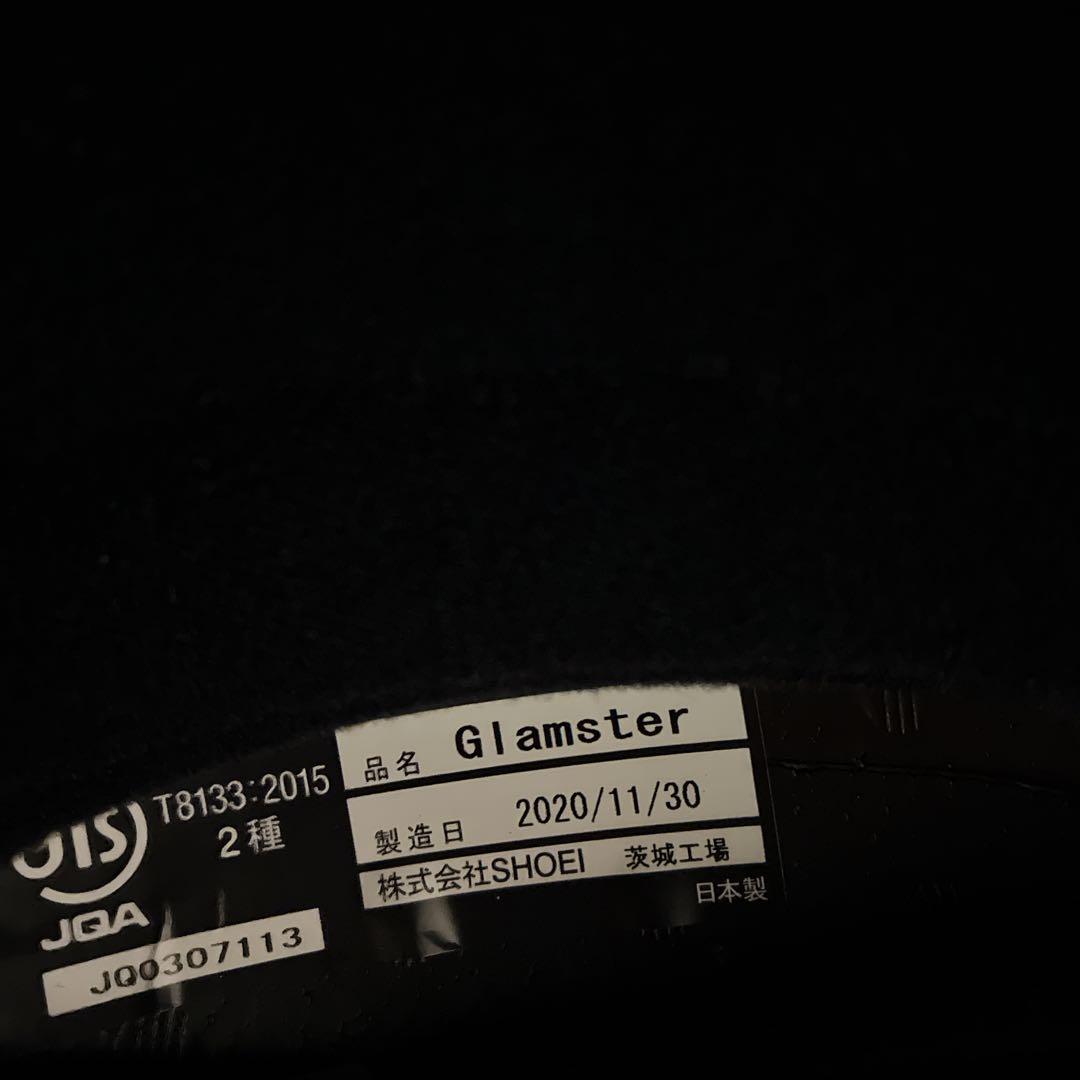 JIS
T8133:2015
2種
JQA
JQ0307113
品名 Glamster
製造日 2020/11/30
株式会社SHOEI 茨城工場
日本製